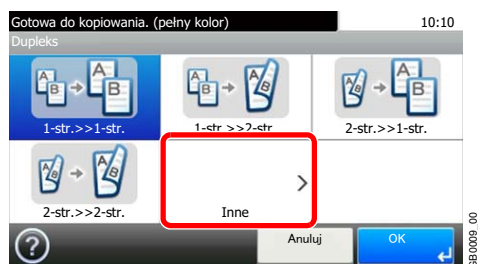 Gotowa do kopiowania. (pełny kolor) 10:10
Dupleks
1-str.>>1-str. 1-str.>>2-str. 2-str.>>1-str.
2-str.>>2-str. Inne
Anuluj OK
GB0009_00